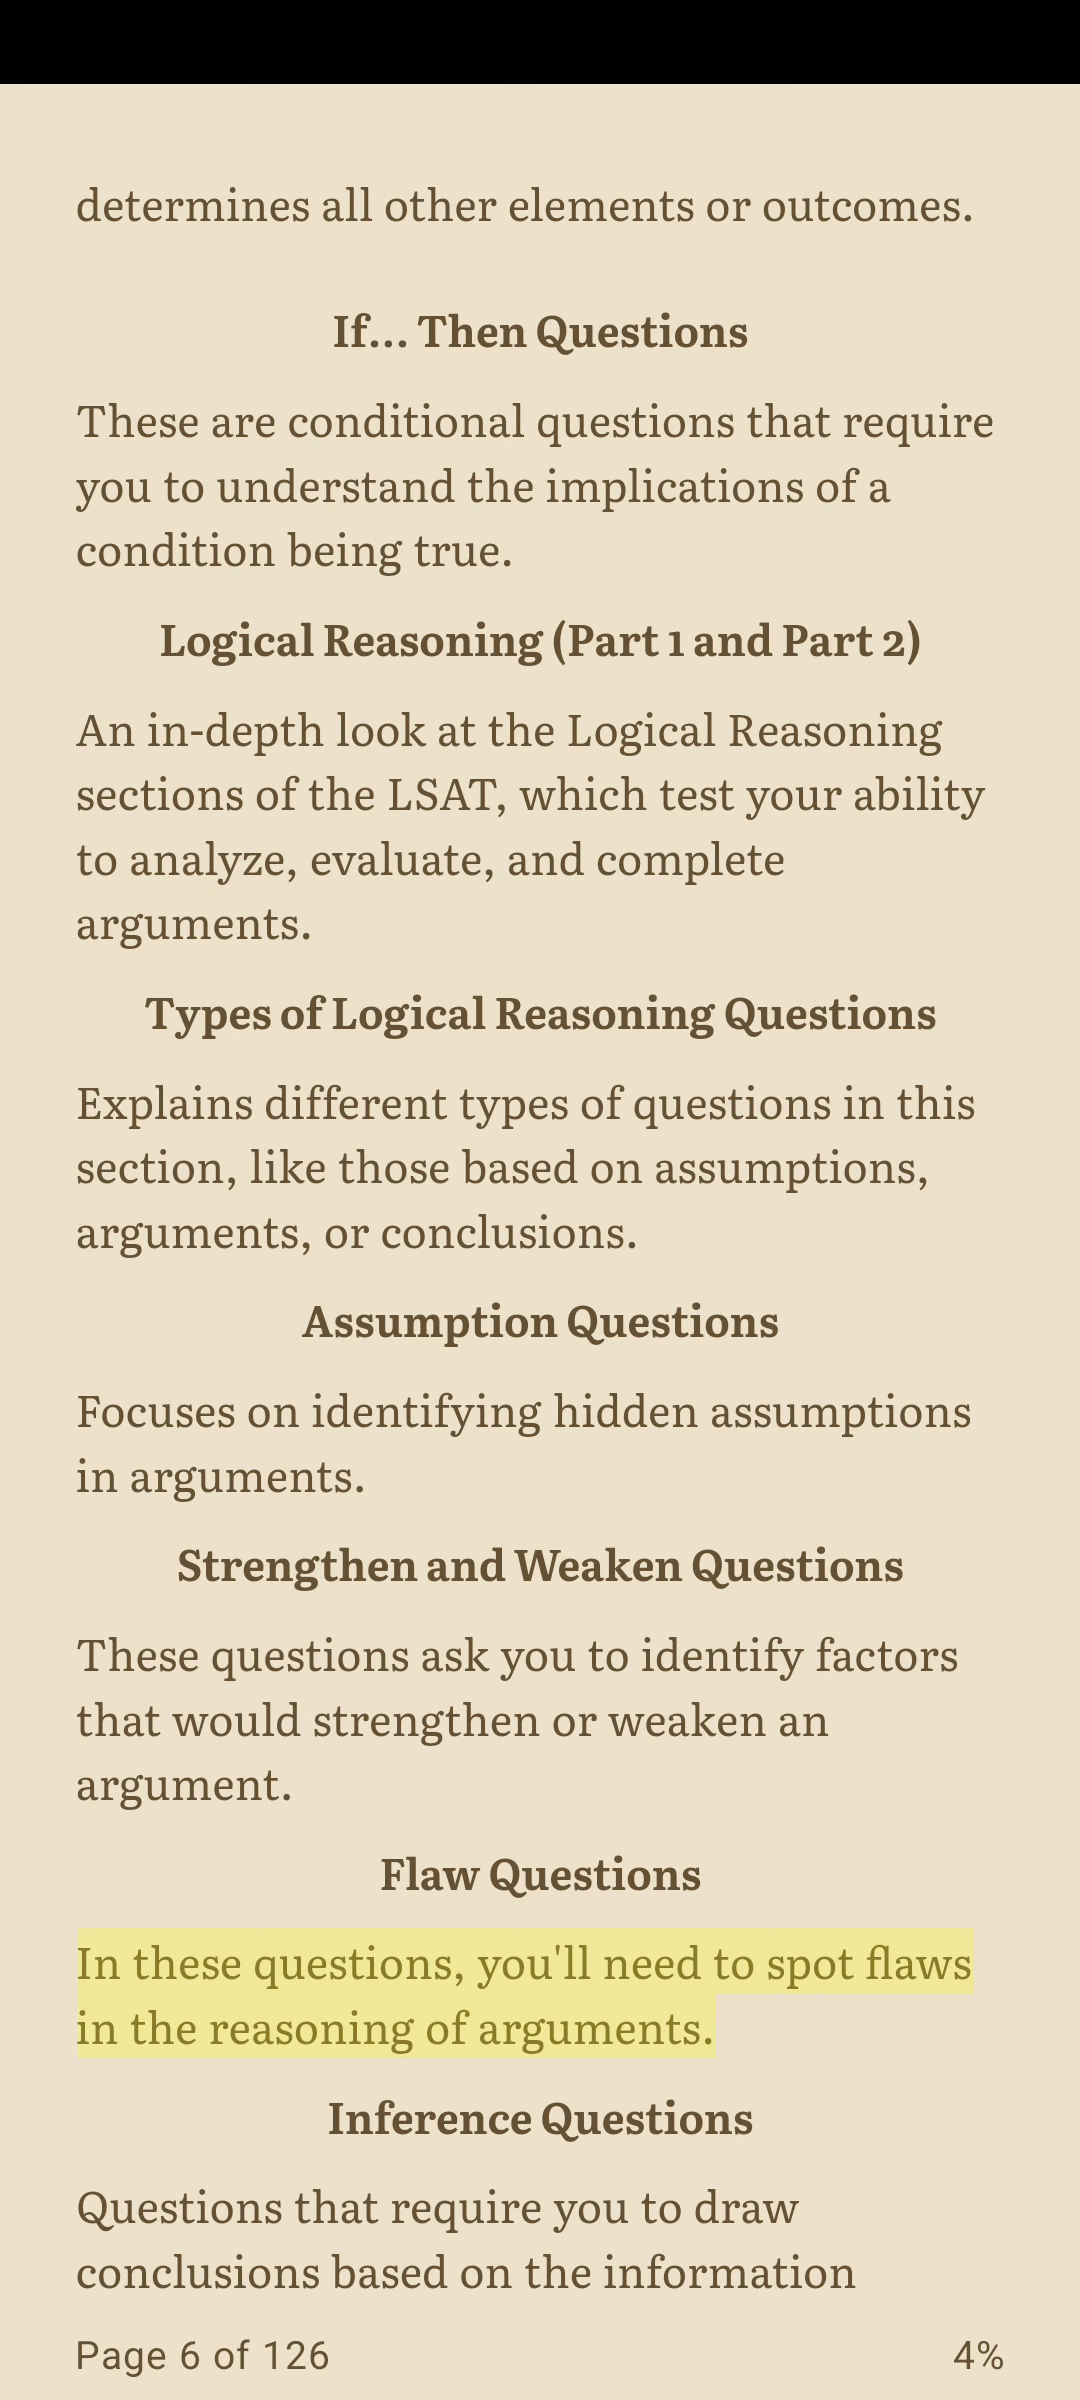 determines all other elements or outcomes.
If… Then Questions
These are conditional questions that require
you to understand the implications of a
condition being true.
Logical Reasoning (Part 1 and Part 2)
An in-depth look at the Logical Reasoning
sections of the LSAT, which test your ability
to analyze, evaluate, and complete
arguments.
Types of Logical Reasoning Questions
Explains different types of questions in this
section, like those based on assumptions,
arguments, or conclusions.
Assumption Questions
Focuses on identifying hidden assumptions
in arguments.
Strengthen and Weaken Questions
These questions ask you to identify factors
that would strengthen or weaken an
argument.
Flaw Questions
In these questions, you'll need to spot flaws
in the reasoning of arguments.
Inference Questions
Questions that require you to draw
conclusions based on the information
Page 6 of 126 4%